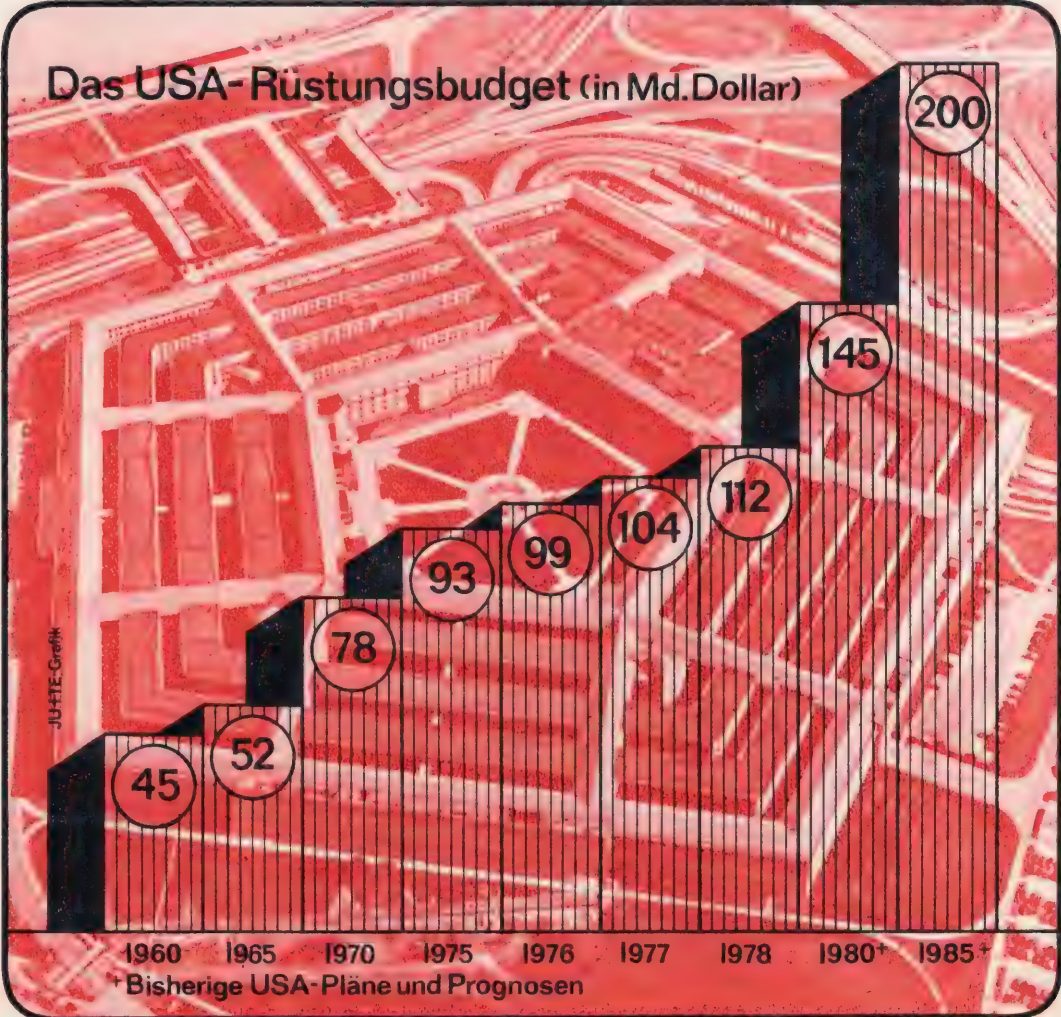 Das USA-Rüstungsbudget (in Md. Dollar)
200
145
112
104
99
93
78
52
45
JU+TE-Grafik
1960 1965 1970 1975 1976 1977 1978 1980+ 1985+
+Bisherige USA-Pläne und Prognosen